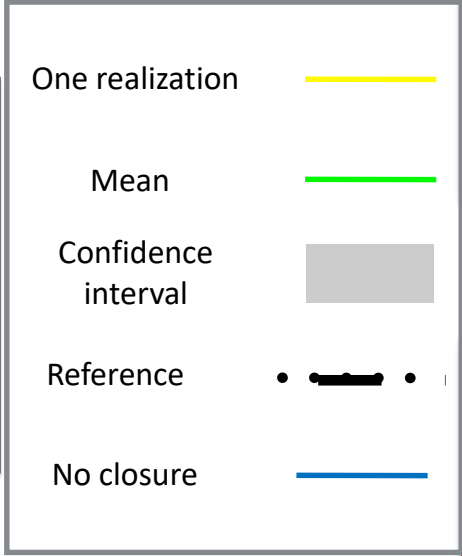 One realization
Mean
Confidence
interval
Reference
No closure